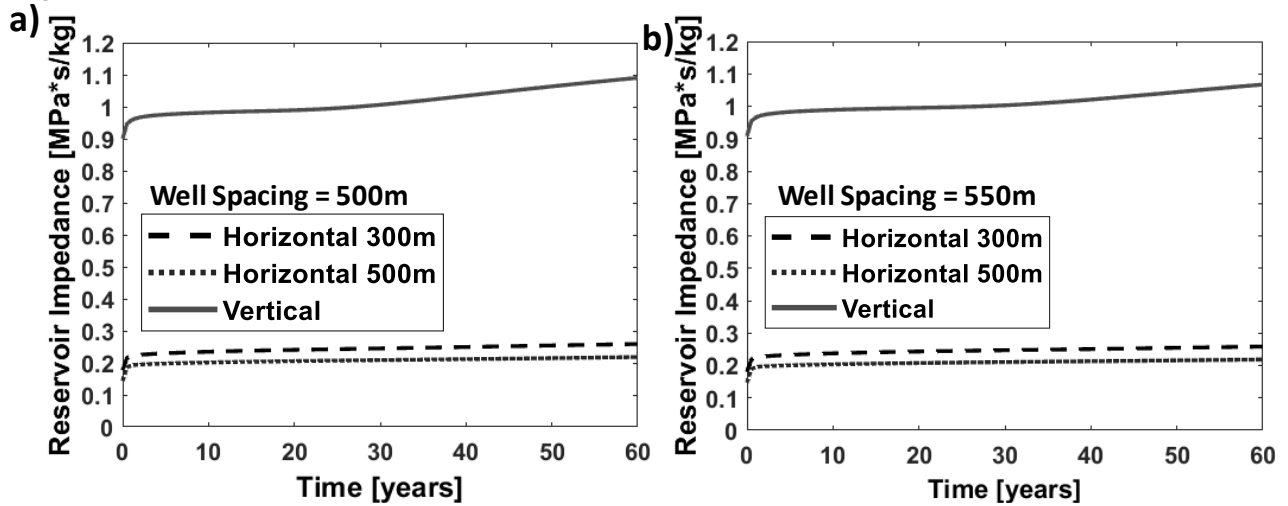 a)
Reservoir Impedance [MPa*s/kg]
1.2
1.1
1
0.9
0.8
0.7
0.6
0.5
0.4
0.3
0.2
0.1
0
Well Spacing = 500m
Horizontal 300m
Horizontal 500m
Vertical
0 10 20 30 40 50 60
Time [years]
b)
Reservoir Impedance [MPa*s/kg]
1.2
1.1
1
0.9
0.8
0.7
0.6
0.5
0.4
0.3
0.2
0.1
0
Well Spacing = 550m
Horizontal 300m
Horizontal 500m
Vertical
0 10 20 30 40 50 60
Time [years]